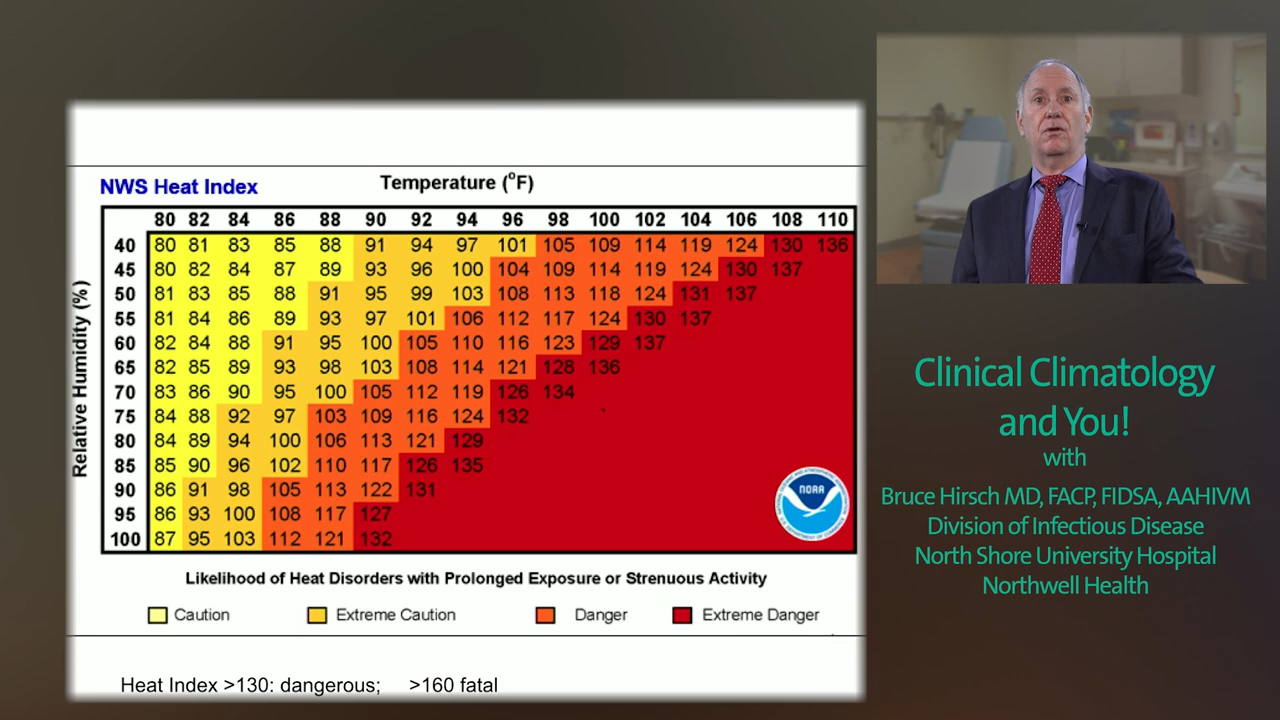 NWS Heat Index
Temperature (°F)
80 82 84 86 88 90 92 94 96 98 100 102 104 106 108 110
Relative Humidity (%)
40 80 81 83 85 88 91 94 97 101 105 109 114 119 124 130 136
45 80 82 84 87 89 93 96 100 104 109 114 119 124 130 137
50 81 83 85 88 91 95 99 103 108 113 118 124 131 137
55 81 84 86 89 93 97 101 106 112 117 124 130 137
60 82 84 88 91 95 100 105 110 116 123 129 137
65 82 85 89 93 98 103 108 114 121 128 136
70 83 86 90 95 100 105 112 119 126 134
75 84 88 92 97 103 109 116 124 132
80 84 89 94 100 106 113 121 129
85 85 90 96 102 110 117 126 135
90 86 91 98 105 113 122 131
95 86 93 100 108 117 127
100 87 95 103 112 121 132
NOAA
Likelihood of Heat Disorders with Prolonged Exposure or Strenuous Activity
Caution Extreme Caution Danger Extreme Danger
Heat Index >130: dangerous; >160 fatal
Clinical Climatology
and You!
with
Bruce Hirsch MD, FACP, FIDSA, AAHIVM
Division of Infectious Disease
North Shore University Hospital
Northwell Health